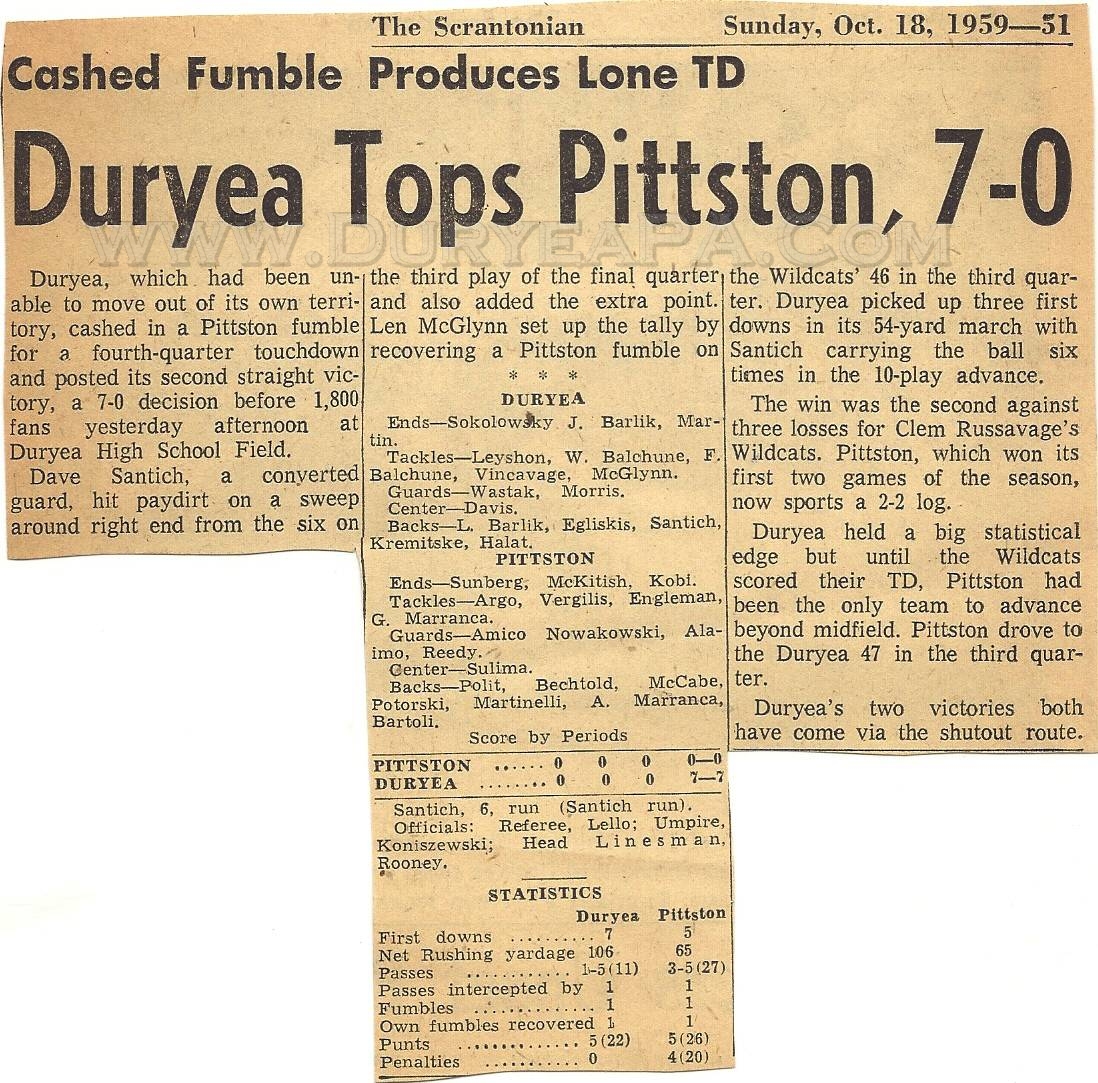 The Scrantonian Sunday, Oct. 18, 1959—51
Cashed Fumble Produces Lone TD
Duryea Tops Pittston, 7-0
www.DuryeaPa.Com
Duryea, which had been un-
able to move out of its own terri-
tory, cashed in a Pittston fumble
for a fourth-quarter touchdown
and posted its second straight vic-
tory, a 7-0 decision before 1,800
fans yesterday afternoon at
Duryea High School Field.
Dave Santich, a converted
guard, hit paydirt on a sweep
around right end from the six on
the third play of the final quarter
and also added the extra point.
Len McGlynn set up the tally by
recovering a Pittston fumble on
* * *
DURYEA
Ends—Sokolowsky J. Barlik, Mar-
tin.
Tackles—Leyshon, W. Balchune, F.
Balchune, Vincavage, McGlynn.
Guards—Wastak, Morris.
Center—Davis.
Backs—L. Barlik, Egliskis, Santich,
Kremitske, Halat.
PITTSTON
Ends—Sunberg, McKitish, Kobi.
Tackles—Argo, Vergilis, Engleman,
G. Marranca.
Guards—Amico Nowakowski, Ala-
imo, Reedy.
Center—Sulima.
Backs—Polit, Bechtold, McCabe,
Potorski, Martinelli, A. Marranca,
Bartoli.
Score by Periods
PITTSTON ...... 0 0 0 0—0
DURYEA ........ 0 0 0 7—7
Santich, 6, run (Santich run).
Officials: Referee, Lello; Umpire,
Koniszewski; Head Linesman,
Rooney.
STATISTICS
Duryea Pittston
First downs .......... 7 5
Net Rushing yardage 106 65
Passes ............ 1-5(11) 3-5(27)
Passes intercepted by 1 1
Fumbles .............. 1 1
Own fumbles recovered 1 1
Punts .............. 5(22) 5(26)
Penalties ........... 0 4(20)
the Wildcats' 46 in the third quar-
ter. Duryea picked up three first
downs in its 54-yard march with
Santich carrying the ball six
times in the 10-play advance.
The win was the second against
three losses for Clem Russavage's
Wildcats. Pittston, which won its
first two games of the season,
now sports a 2-2 log.
Duryea held a big statistical
edge but until the Wildcats
scored their TD, Pittston had
been the only team to advance
beyond midfield. Pittston drove to
the Duryea 47 in the third quar-
ter.
Duryea's two victories both
have come via the shutout route.